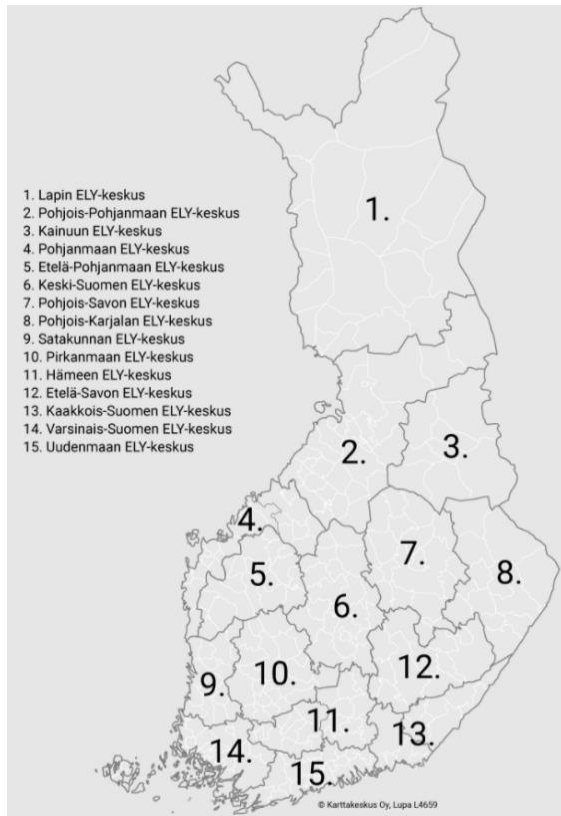 1. Lapin ELY-keskus
2. Pohjois-Pohjanmaan ELY-keskus
3. Kainuun ELY-keskus
4. Pohjanmaan ELY-keskus
5. Etelä-Pohjanmaan ELY-keskus
6. Keski-Suomen ELY-keskus
7. Pohjois-Savon ELY-keskus
8. Pohjois-Karjalan ELY-keskus
9. Satakunnan ELY-keskus
10. Pirkanmaan ELY-keskus
11. Hämeen ELY-keskus
12. Etelä-Savon ELY-keskus
13. Kaakkois-Suomen ELY-keskus
14. Varsinais-Suomen ELY-keskus
15. Uudenmaan ELY-keskus
1.
2.
3.
4.
5.
6.
7.
8.
9.
10.
11.
12.
13.
14.
15.
© Karttakeskus Oy, Lupa L4659